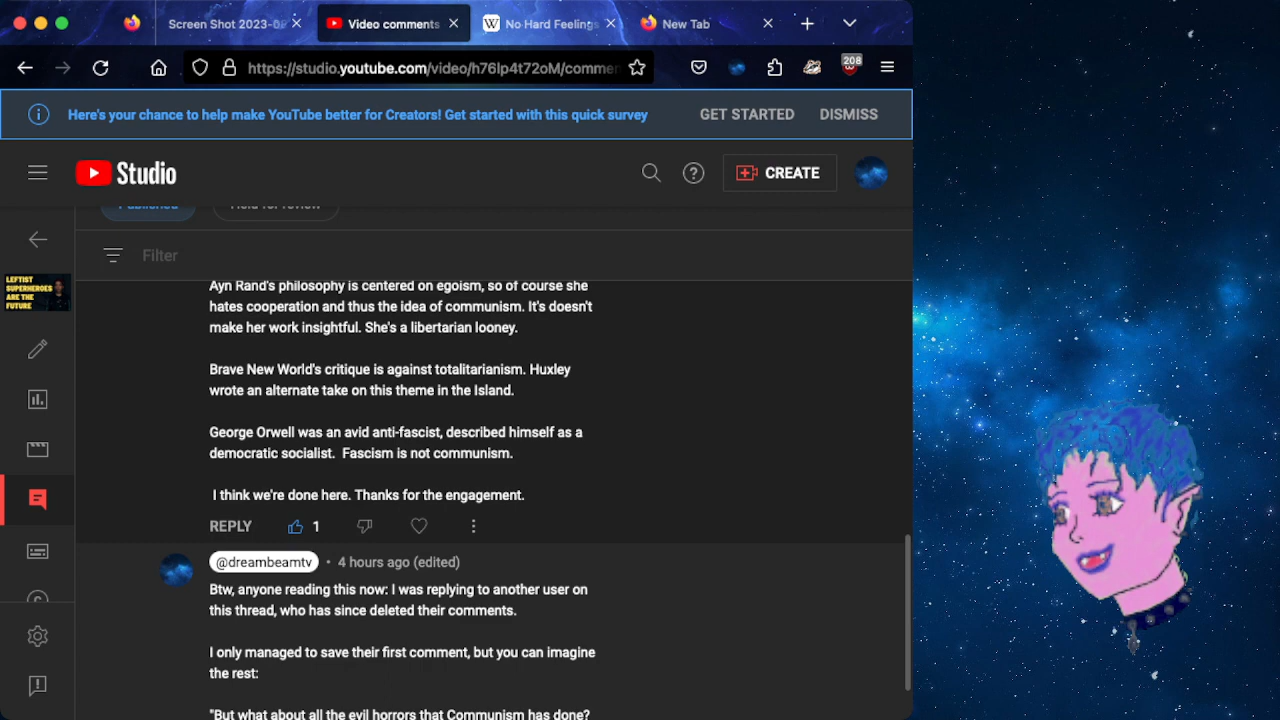 Screen Shot 2023-0
Video comments
No Hard Feelings
New Tab
https://studio.youtube.com/video/h76lp4t72oM/commen
208
Here's your chance to help make YouTube better for Creators! Get started with this quick survey
GET STARTED
DISMISS
Studio
CREATE
Published
Held for review
Filter
LEFTIST
SUPERHEROES
ARE THE
FUTURE
Ayn Rand's philosophy is centered on egoism, so of course she
hates cooperation and thus the idea of communism. It's doesn't
make her work insightful. She's a libertarian looney.
Brave New World's critique is against totalitarianism. Huxley
wrote an alternate take on this theme in the Island.
George Orwell was an avid anti-fascist, described himself as a
democratic socialist. Fascism is not communism.
I think we're done here. Thanks for the engagement.
REPLY
1
@dreambeamtv • 4 hours ago (edited)
Btw, anyone reading this now: I was replying to another user on
this thread, who has since deleted their comments.
I only managed to save their first comment, but you can imagine
the rest:
"But what about all the evil horrors that Communism has done?